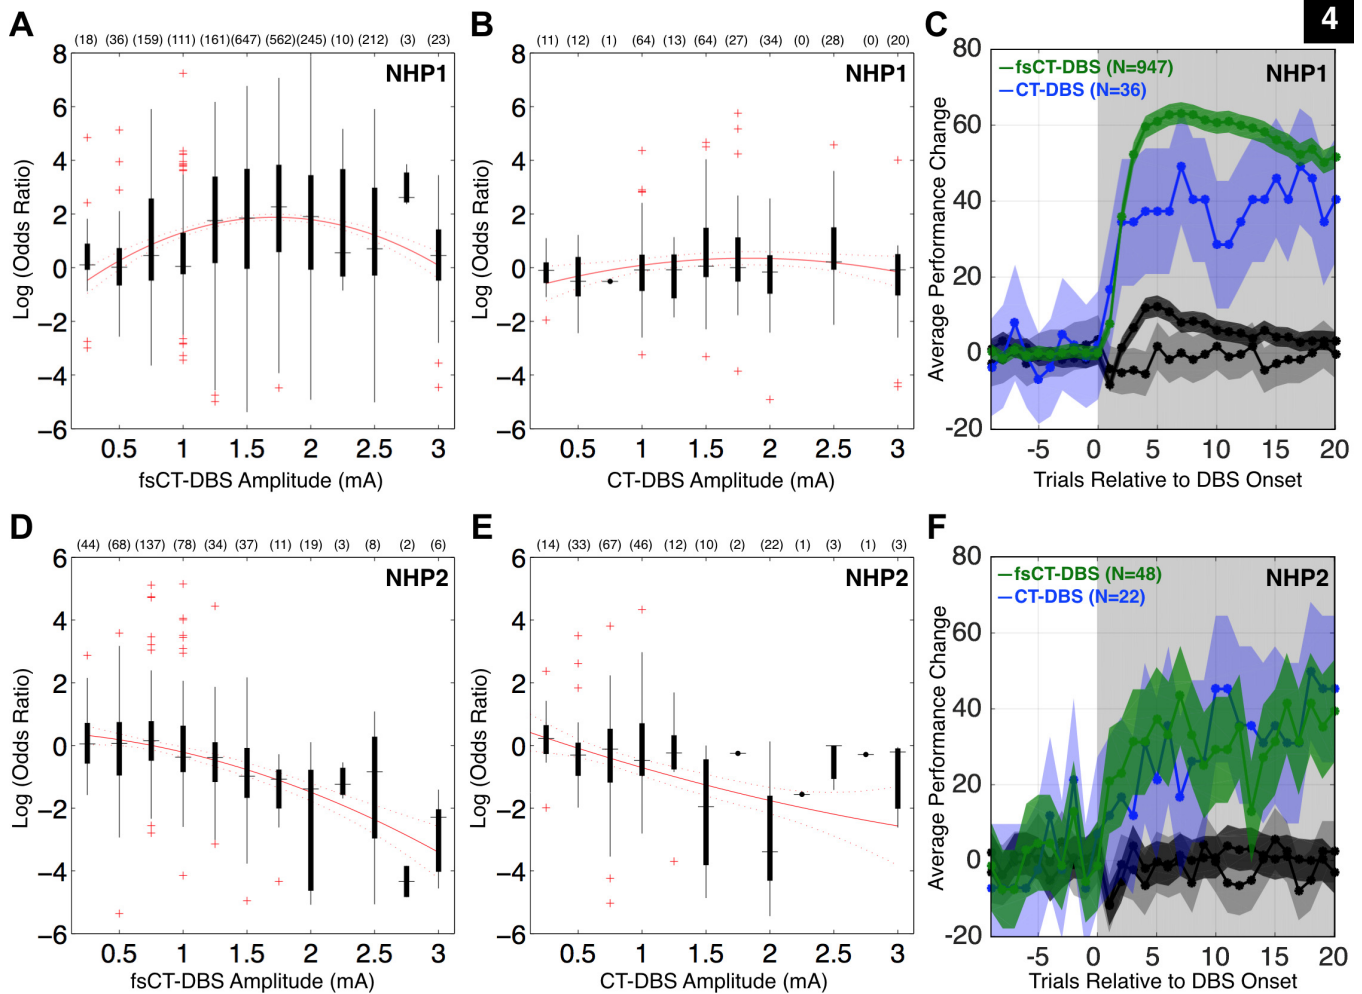 4
A
(18) (36) (159) (111) (161)(647) (562)(245) (10) (212) (3) (23)
NHP1
8
6
4
2
0
−2
−4
−6
Log (Odds Ratio)
0.5 1 1.5 2 2.5 3
fsCT-DBS Amplitude (mA)
B
(11) (12) (1) (64) (13) (64) (27) (34) (0) (28) (0) (20)
NHP1
8
6
4
2
0
−2
−4
−6
Log (Odds Ratio)
0.5 1 1.5 2 2.5 3
CT-DBS Amplitude (mA)
C
fsCT-DBS (N=947)
CT-DBS (N=36)
NHP1
80
60
40
20
0
-20
Average Performance Change
-5 0 5 10 15 20
Trials Relative to DBS Onset
D
(44) (68) (137) (78) (34) (37) (11) (19) (3) (8) (2) (6)
NHP2
6
4
2
0
−2
−4
−6
Log (Odds Ratio)
0.5 1 1.5 2 2.5 3
fsCT-DBS Amplitude (mA)
E
(14) (33) (67) (46) (12) (10) (2) (22) (1) (3) (1) (3)
NHP2
6
4
2
0
−2
−4
−6
Log (Odds Ratio)
0.5 1 1.5 2 2.5 3
CT-DBS Amplitude (mA)
F
fsCT-DBS (N=48)
CT-DBS (N=22)
NHP2
80
60
40
20
0
-20
Average Performance Change
-5 0 5 10 15 20
Trials Relative to DBS Onset